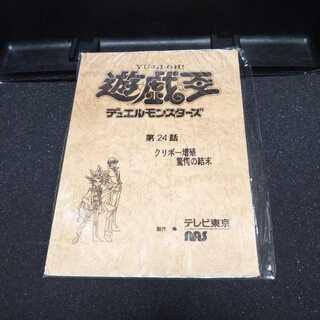 YU-GI-OH!
遊戯王
デュエルモンスターズ
第24話
クリボー増殖
驚愕の結末
製作
テレビ東京
NAS